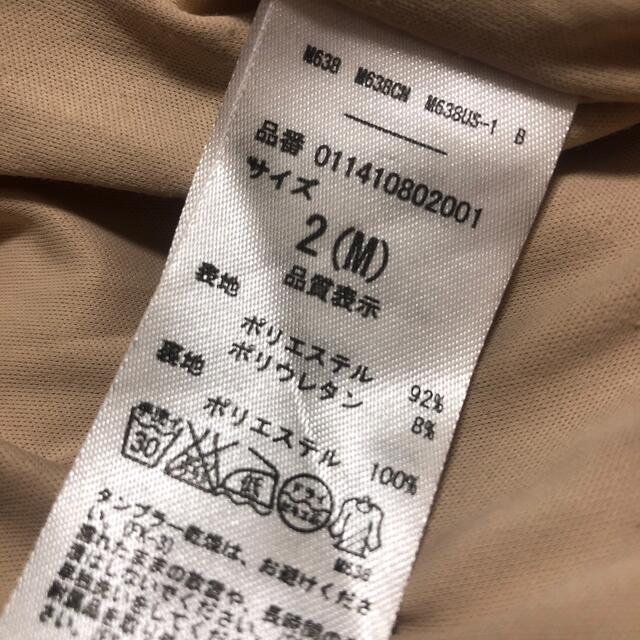 M638 M638CW M638US-1 B
品番 011410802001
サイズ
2(M)
品質表示
表地
ポリエステル 92%
ポリウレタン 8%
裏地
ポリエステル 100%
30
低
タンブラー乾燥は、お避けくださ